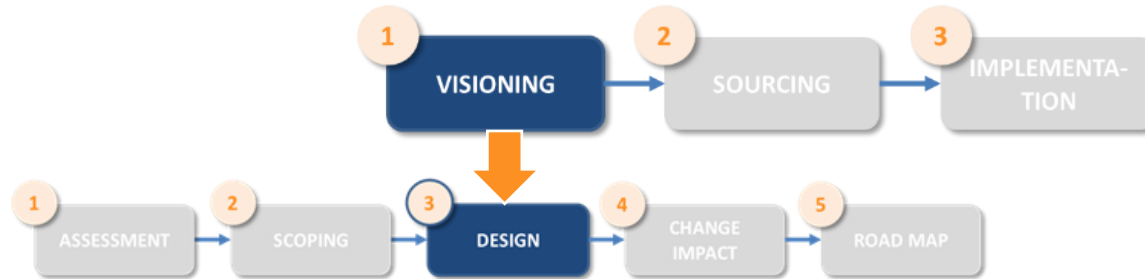 1
VISIONING
2
SOURCING
3
IMPLEMENTA-
TION
1
ASSESSMENT
2
SCOPING
3
DESIGN
4
CHANGE
IMPACT
5
ROAD MAP